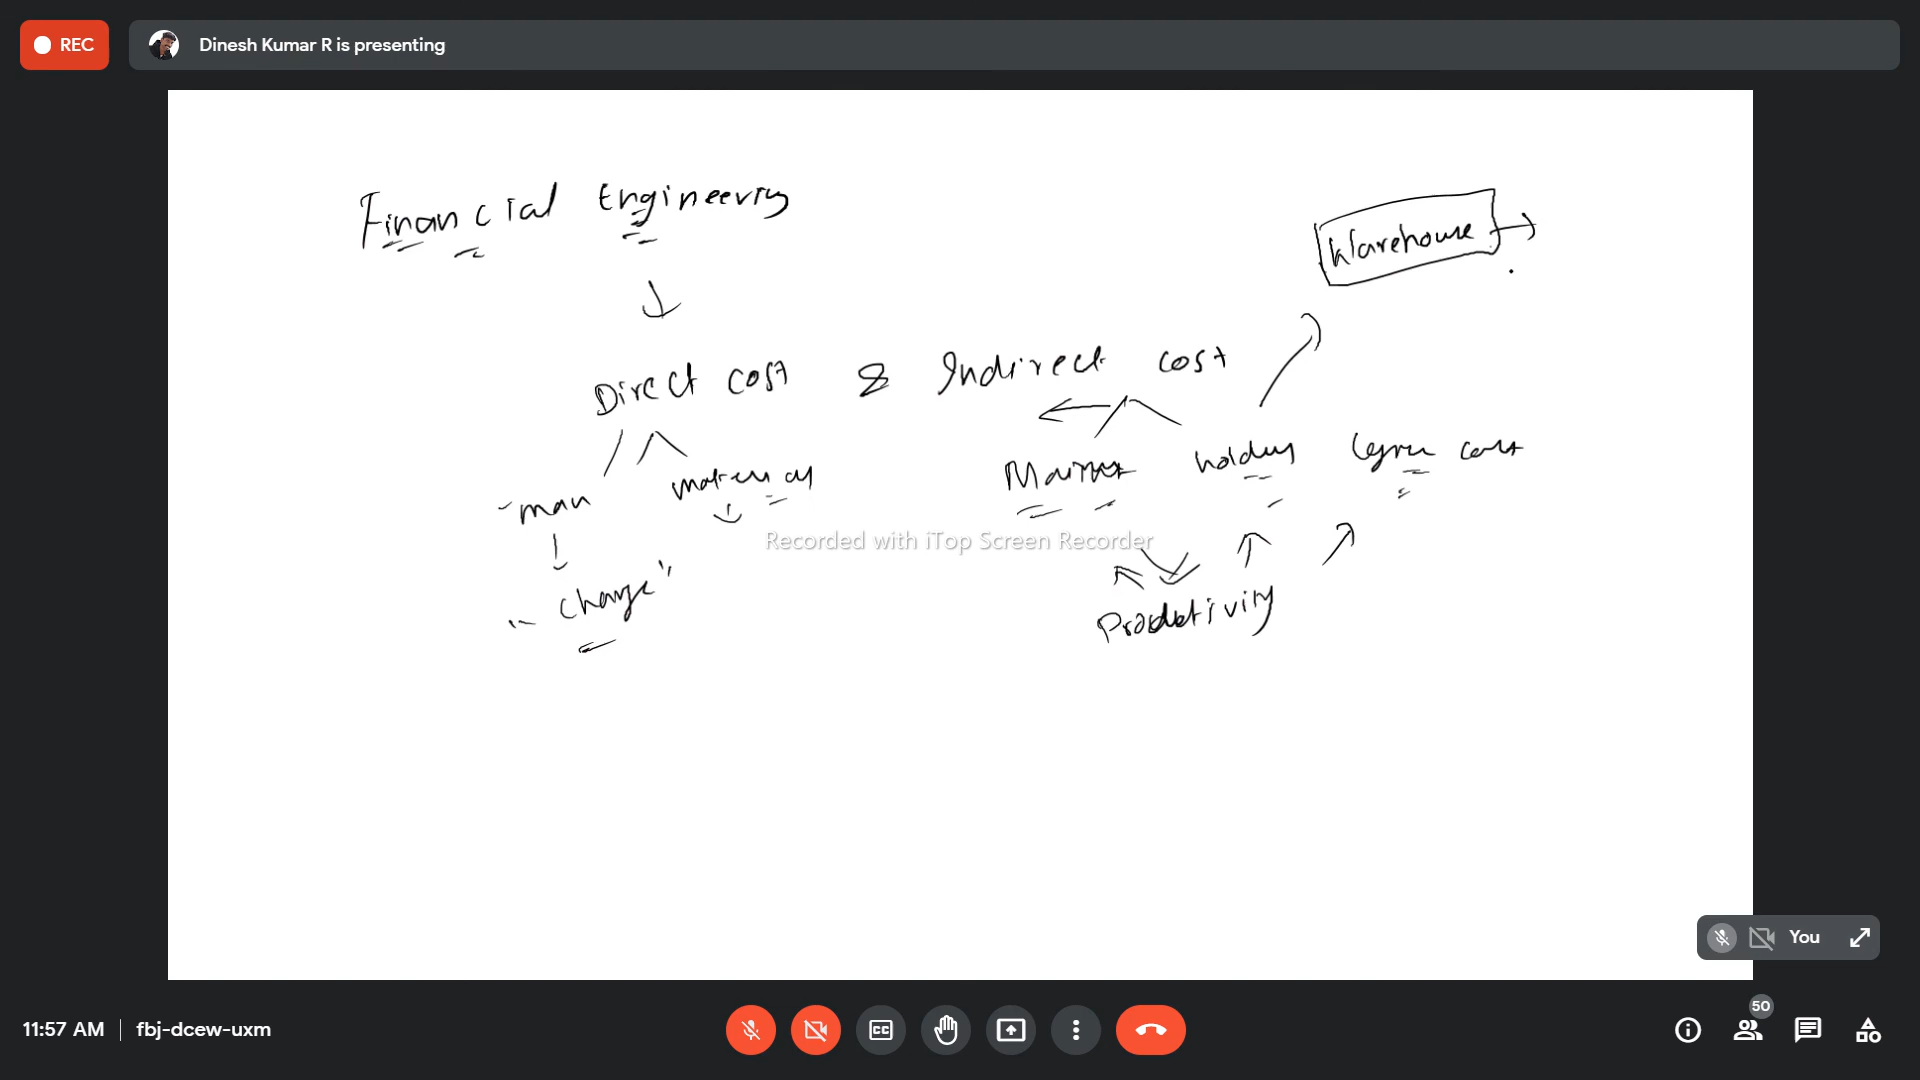 REC
Dinesh Kumar R is presenting
Financial Engineering
Warehouse
Direct cost & Indirect cost
man
holding cost
"change"
Productivity
Recorded with iTop Screen Recorder
You
11:57 AM | fbj-dcew-uxm
CC
50